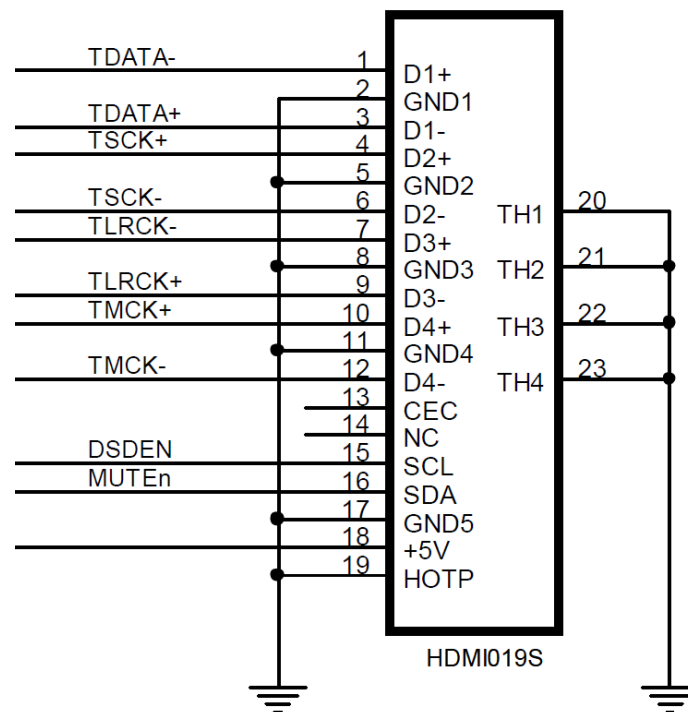 TDATA- 1 D1+
2 GND1
TDATA+ 3 D1-
TSCK+ 4 D2+
5 GND2
TSCK- 6 D2- TH1 20
TLRCK- 7 D3+
8 GND3 TH2 21
TLRCK+ 9 D3-
TMCK+ 10 D4+ TH3 22
11 GND4
TMCK- 12 D4- TH4 23
13 CEC
14 NC
DSDEN 15 SCL
MUTEn 16 SDA
17 GND5
18 +5V
19 HOTP
HDMI019S